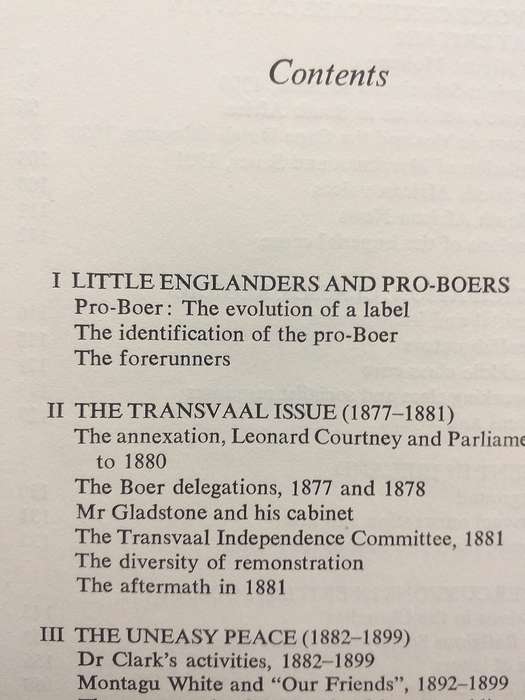 Contents
I LITTLE ENGLANDERS AND PRO-BOERS
Pro-Boer: The evolution of a label
The identification of the pro-Boer
The forerunners
II THE TRANSVAAL ISSUE (1877–1881)
The annexation, Leonard Courtney and Parliame
to 1880
The Boer delegations, 1877 and 1878
Mr Gladstone and his cabinet
The Transvaal Independence Committee, 1881
The diversity of remonstration
The aftermath in 1881
III THE UNEASY PEACE (1882–1899)
Dr Clark's activities, 1882–1899
Montagu White and "Our Friends", 1892–1899